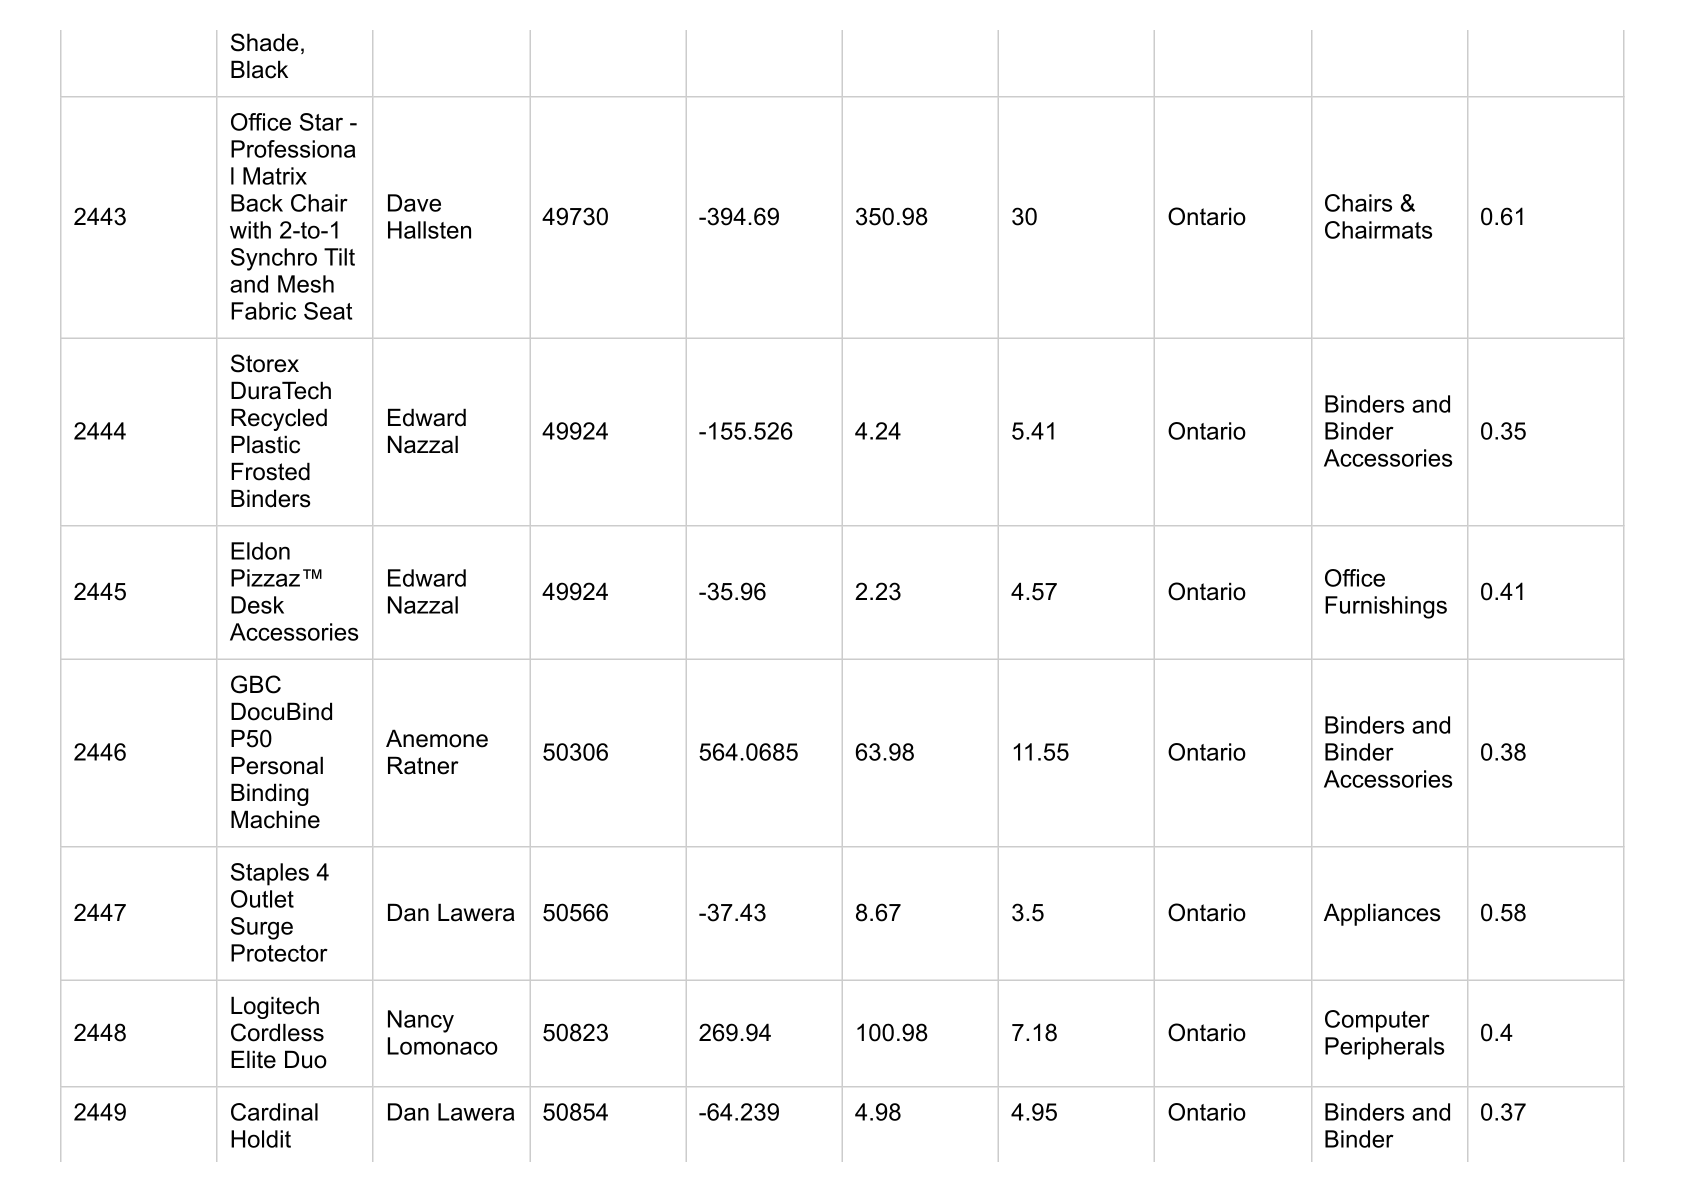 Shade,
Black
2443
Office Star -
Professiona
l Matrix
Back Chair
with 2-to-1
Synchro Tilt
and Mesh
Fabric Seat
Dave
Hallsten
49730
-394.69
350.98
30
Ontario
Chairs &
Chairmats
0.61
2444
Storex
DuraTech
Recycled
Plastic
Frosted
Binders
Edward
Nazzal
49924
-155.526
4.24
5.41
Ontario
Binders and
Binder
Accessories
0.35
2445
Eldon
Pizzaz™
Desk
Accessories
Edward
Nazzal
49924
-35.96
2.23
4.57
Ontario
Office
Furnishings
0.41
2446
GBC
DocuBind
P50
Personal
Binding
Machine
Anemone
Ratner
50306
564.0685
63.98
11.55
Ontario
Binders and
Binder
Accessories
0.38
2447
Staples 4
Outlet
Surge
Protector
Dan Lawera
50566
-37.43
8.67
3.5
Ontario
Appliances
0.58
2448
Logitech
Cordless
Elite Duo
Nancy
Lomonaco
50823
269.94
100.98
7.18
Ontario
Computer
Peripherals
0.4
2449
Cardinal
Holdit
Dan Lawera
50854
-64.239
4.98
4.95
Ontario
Binders and
Binder
0.37